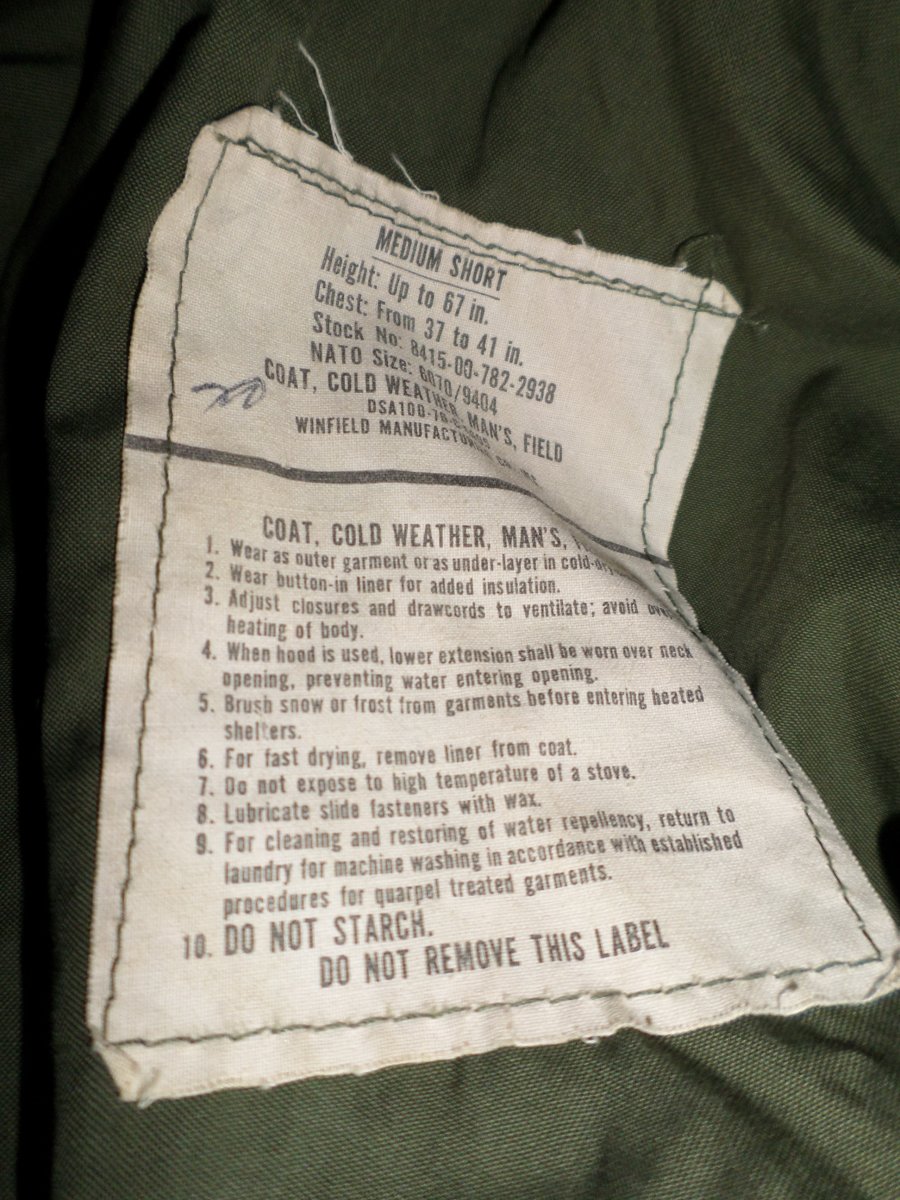 MEDIUM SHORT
Height: Up to 67 in.
Chest: From 37 to 41 in.
Stock No: 8415-00-782-2938
NATO Size: 6070/9404
COAT, COLD WEATHER, MAN'S, FIELD
WINFIELD
COAT, COLD WEATHER, MAN'S,
1. Wear as outer garment or as under-layer in
2. Wear button-in liner for added insulation.
3. Adjust closures and drawcords to ventilate; avoid
heating of body.
4. When hood is used, lower extension shall be worn over neck
opening, preventing water entering opening.
5. Brush snow or frost from garments before entering heated
shelters.
6. For fast drying, remove liner from coat.
7. Do not expose to high temperature of a stove.
8. Lubricate slide fasteners with wax.
9. For cleaning and restoring of water repellency, return to
laundry for machine washing in accordance with established
procedures for quarpel treated garments.
10. DO NOT STARCH.
DO NOT REMOVE THIS LABEL